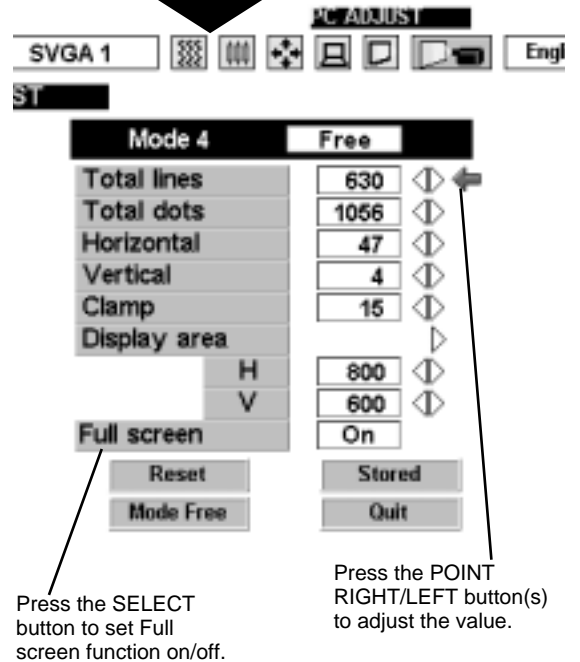 PC ADJUST
SVGA 1
Engl
ST
Mode 4 Free
Total lines 630
Total dots 1056
Horizontal 47
Vertical 4
Clamp 15
Display area
H 800
V 600
Full screen On
Reset Stored
Mode Free Quit
Press the SELECT
button to set Full
screen function on/off.
Press the POINT
RIGHT/LEFT button(s)
to adjust the value.